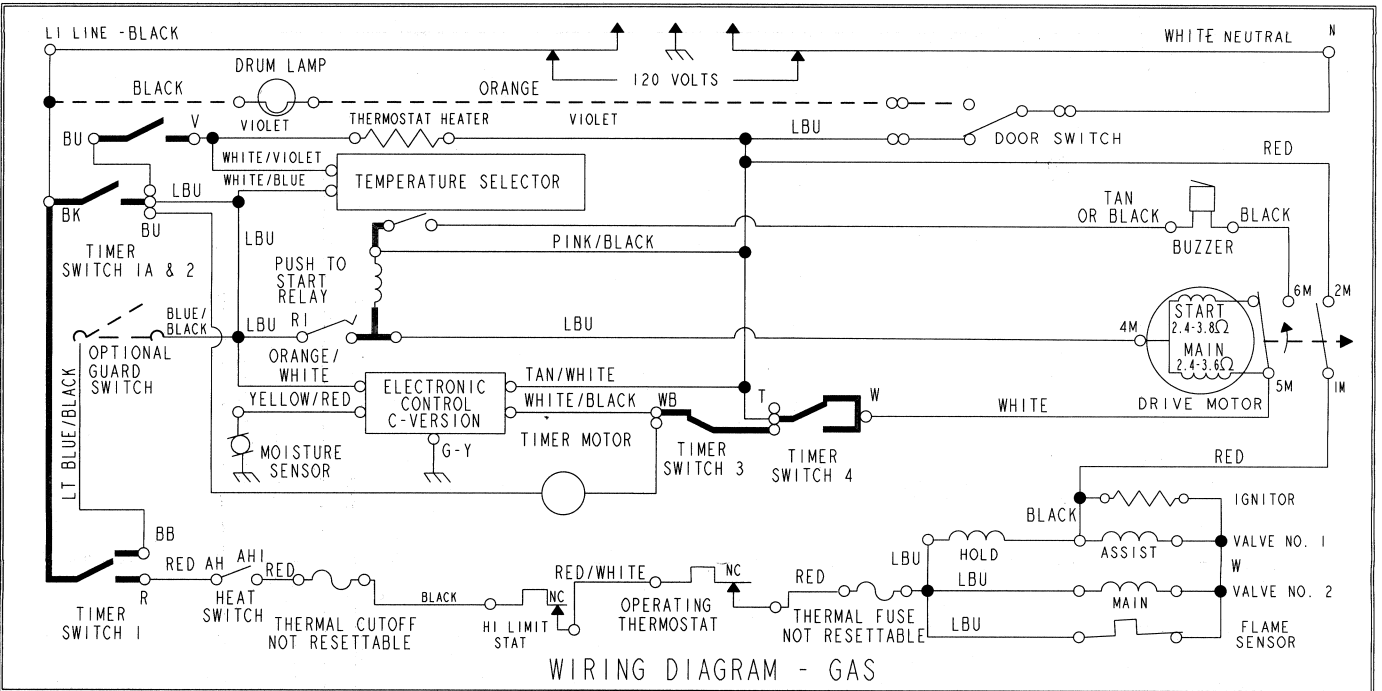 L1 LINE - BLACK
WHITE NEUTRAL
N
120 VOLTS
DRUM LAMP
BLACK
ORANGE
VIOLET
THERMOSTAT HEATER
VIOLET
LBU
DOOR SWITCH
BU
V
RED
WHITE/VIOLET
WHITE/BLUE
TEMPERATURE SELECTOR
LBU
BK
BU
TIMER
SWITCH 1A & 2
LBU
TAN
OR BLACK
BLACK
BUZZER
PINK/BLACK
PUSH TO
START
RELAY
6M
2M
BLUE/
BLACK
LBU
R1
LBU
4M
START
2.4-3.8Ω
MAIN
2.4-3.6Ω
5M
1M
DRIVE MOTOR
OPTIONAL
GUARD
SWITCH
ORANGE/
WHITE
YELLOW/RED
ELECTRONIC
CONTROL
C-VERSION
TAN/WHITE
WHITE/BLACK
WB
T
W
WHITE
LT BLUE/BLACK
MOISTURE
SENSOR
G-Y
TIMER MOTOR
TIMER
SWITCH 3
TIMER
SWITCH 4
RED
IGNITOR
BLACK
BB
LBU
HOLD
ASSIST
VALVE NO. 1
W
RED AH
AH1
RED
R
HEAT
SWITCH
BLACK
NC
RED/WHITE
NC
RED
LBU
MAIN
VALVE NO. 2
TIMER
SWITCH 1
THERMAL CUTOFF
NOT RESETTABLE
HI LIMIT
STAT
OPERATING
THERMOSTAT
THERMAL FUSE
NOT RESETTABLE
LBU
FLAME
SENSOR
WIRING DIAGRAM - GAS